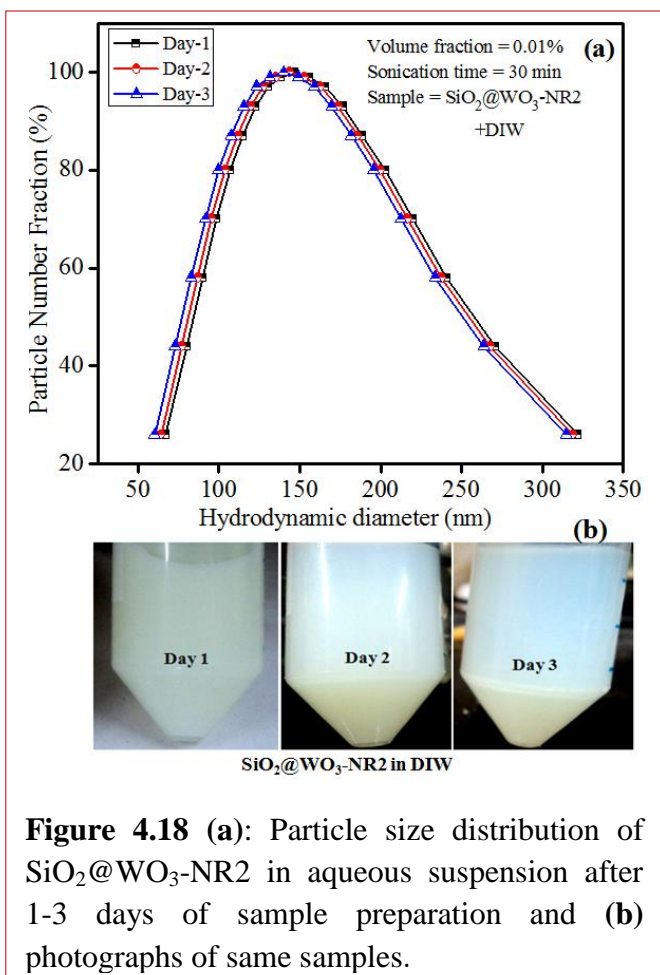 Day-1
Day-2
Day-3
Volume fraction = 0.01%
Sonication time = 30 min
Sample = SiO₂@WO₃-NR2
+DIW
(a)
Particle Number Fraction (%)
100
80
60
40
20
50 100 150 200 250 300 350
Hydrodynamic diameter (nm)
(b)
Day 1 Day 2 Day 3
SiO₂@WO₃-NR2 in DIW
Figure 4.18 (a): Particle size distribution of
SiO₂@WO₃-NR2 in aqueous suspension after
1-3 days of sample preparation and (b)
photographs of same samples.